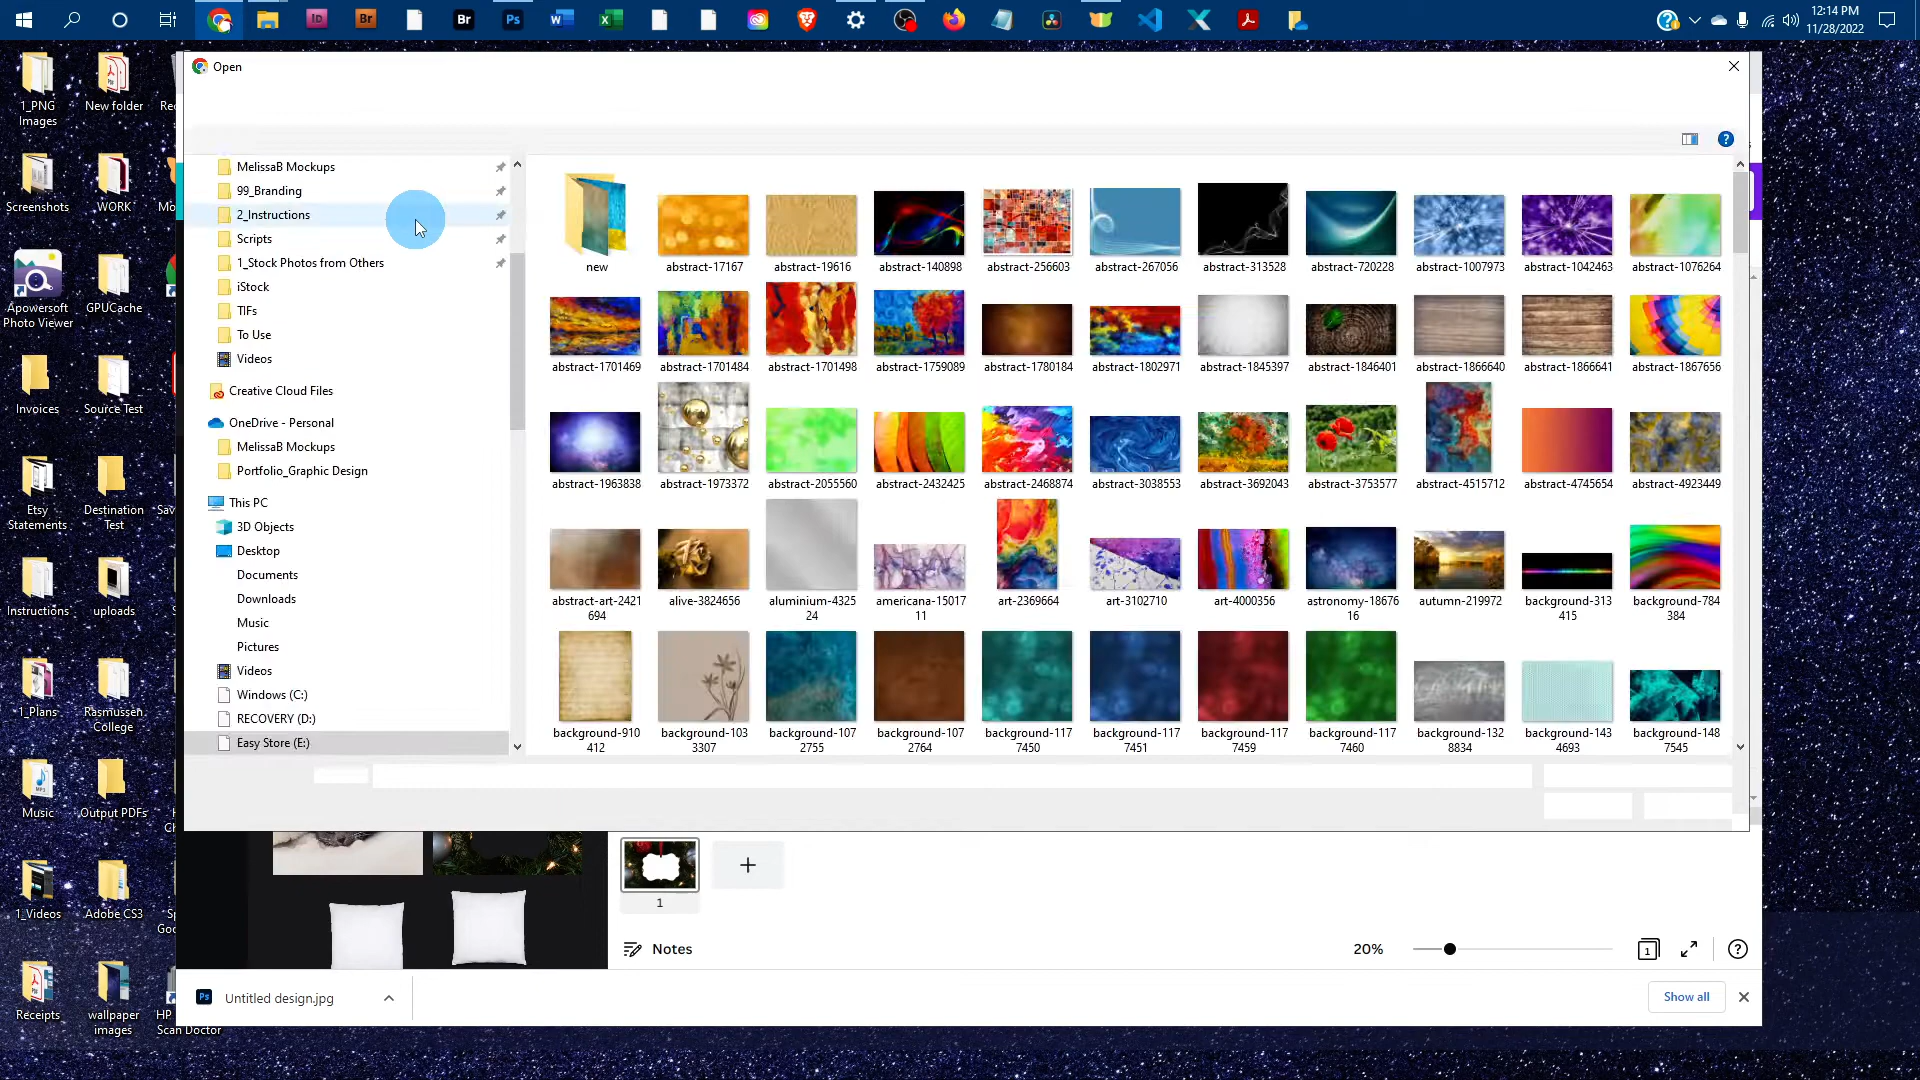 12:14 PM
11/28/2022
Open
1_PNG
Images
New folder
Screenshots
WORK
Apowersoft
Photo Viewer
GPUCache
Invoices
Source Test
Etsy
Statements
Destination
Test
Instructions
uploads
1_Plans
Rasmussen
College
Music
Output PDFs
1_Videos
Adobe CS3
Receipts
wallpaper
images
HP
Scan Doctor
MelissaB Mockups
99_Branding
2_Instructions
Scripts
1_Stock Photos from Others
iStock
TIFs
To Use
Videos
Creative Cloud Files
OneDrive - Personal
MelissaB Mockups
Portfolio_Graphic Design
This PC
3D Objects
Desktop
Documents
Downloads
Music
Pictures
Videos
Windows (C:)
RECOVERY (D:)
Easy Store (E:)
new
abstract-17167
abstract-19616
abstract-140898
abstract-256603
abstract-267056
abstract-313528
abstract-720228
abstract-1007973
abstract-1042463
abstract-1076264
abstract-1701469
abstract-1701484
abstract-1701498
abstract-1759089
abstract-1780184
abstract-1802971
abstract-1845397
abstract-1846401
abstract-1866640
abstract-1866641
abstract-1867656
abstract-1963838
abstract-1973372
abstract-2055560
abstract-2432425
abstract-2468874
abstract-3038553
abstract-3692043
abstract-3753577
abstract-4515712
abstract-4745654
abstract-4923449
abstract-art-2421
694
alive-3824656
aluminium-4325
24
americana-15017
11
art-2369664
art-3102710
art-4000356
astronomy-18676
16
autumn-219972
background-313
415
background-784
384
background-910
412
background-103
3307
background-107
2755
background-107
2764
background-117
7450
background-117
7451
background-117
7459
background-117
7460
background-132
8834
background-143
4693
background-148
7545
1
Notes
20%
1
Untitled design.jpg
Show all